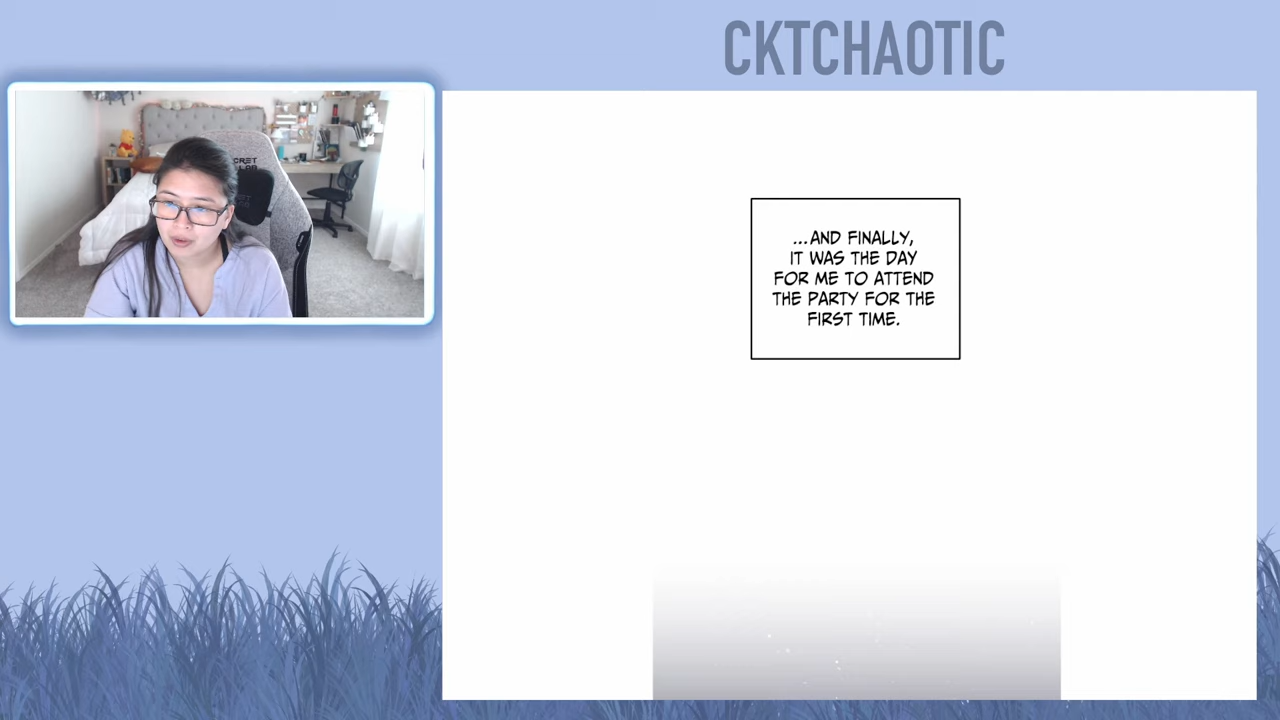 CKTCHAOTIC
...AND FINALLY,
IT WAS THE DAY
FOR ME TO ATTEND
THE PARTY FOR THE
FIRST TIME.